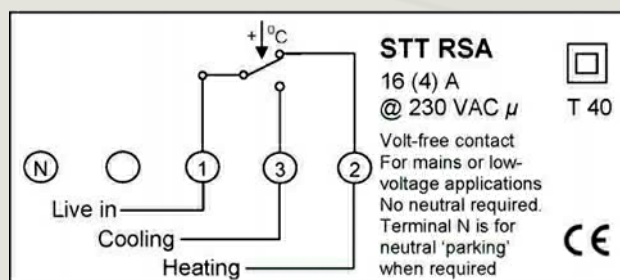 + ⁰C
STT RSA
16 (4) A
@ 230 VAC µ
T 40
Volt-free contact
For mains or low-
voltage applications
No neutral required.
Terminal N is for
neutral 'parking'
when required
N
1
3
2
Live in
Cooling
Heating
CE